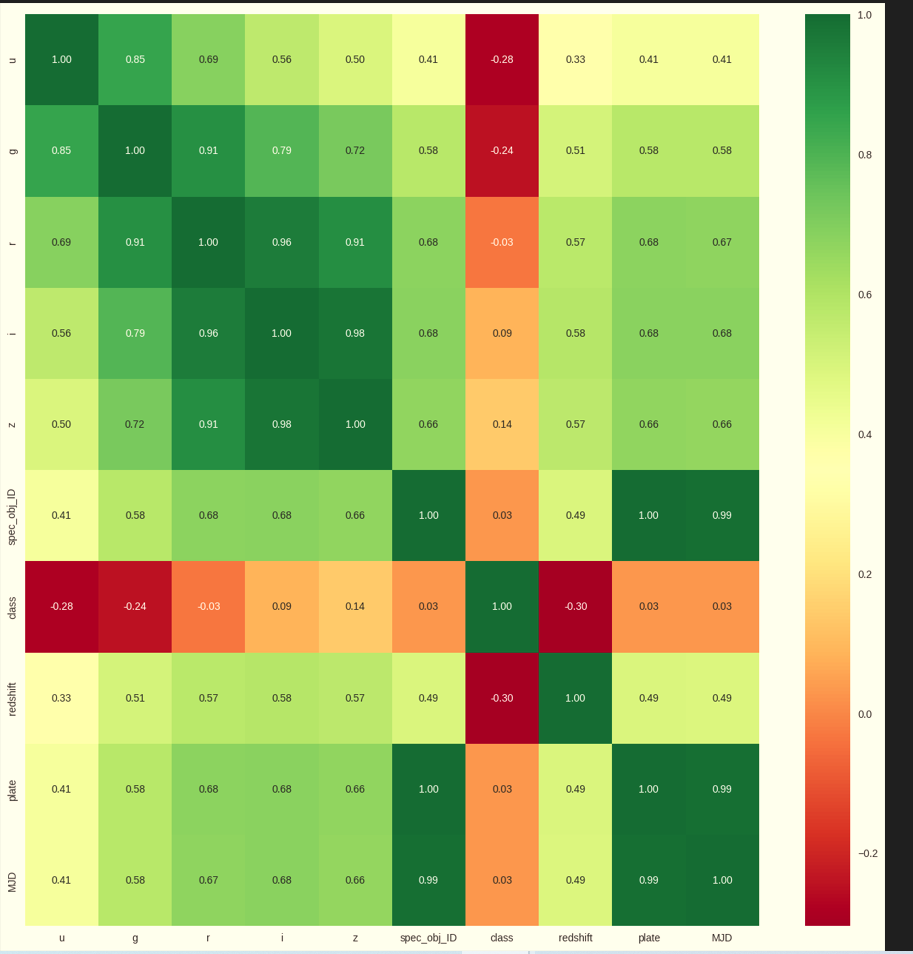 u 1.00 0.85 0.69 0.56 0.50 0.41 -0.28 0.33 0.41 0.41
g 0.85 1.00 0.91 0.79 0.72 0.58 -0.24 0.51 0.58 0.58
r 0.69 0.91 1.00 0.96 0.91 0.68 -0.03 0.57 0.68 0.67
i 0.56 0.79 0.96 1.00 0.98 0.68 0.09 0.58 0.68 0.68
z 0.50 0.72 0.91 0.98 1.00 0.66 0.14 0.57 0.66 0.66
spec_obj_ID 0.41 0.58 0.68 0.68 0.66 1.00 0.03 0.49 1.00 0.99
class -0.28 -0.24 -0.03 0.09 0.14 0.03 1.00 -0.30 0.03 0.03
redshift 0.33 0.51 0.57 0.58 0.57 0.49 -0.30 1.00 0.49 0.49
plate 0.41 0.58 0.68 0.68 0.66 1.00 0.03 0.49 1.00 0.99
MJD 0.41 0.58 0.67 0.68 0.66 0.99 0.03 0.49 0.99 1.00
u g r i z spec_obj_ID class redshift plate MJD
1.0
0.8
0.6
0.4
0.2
0.0
−0.2